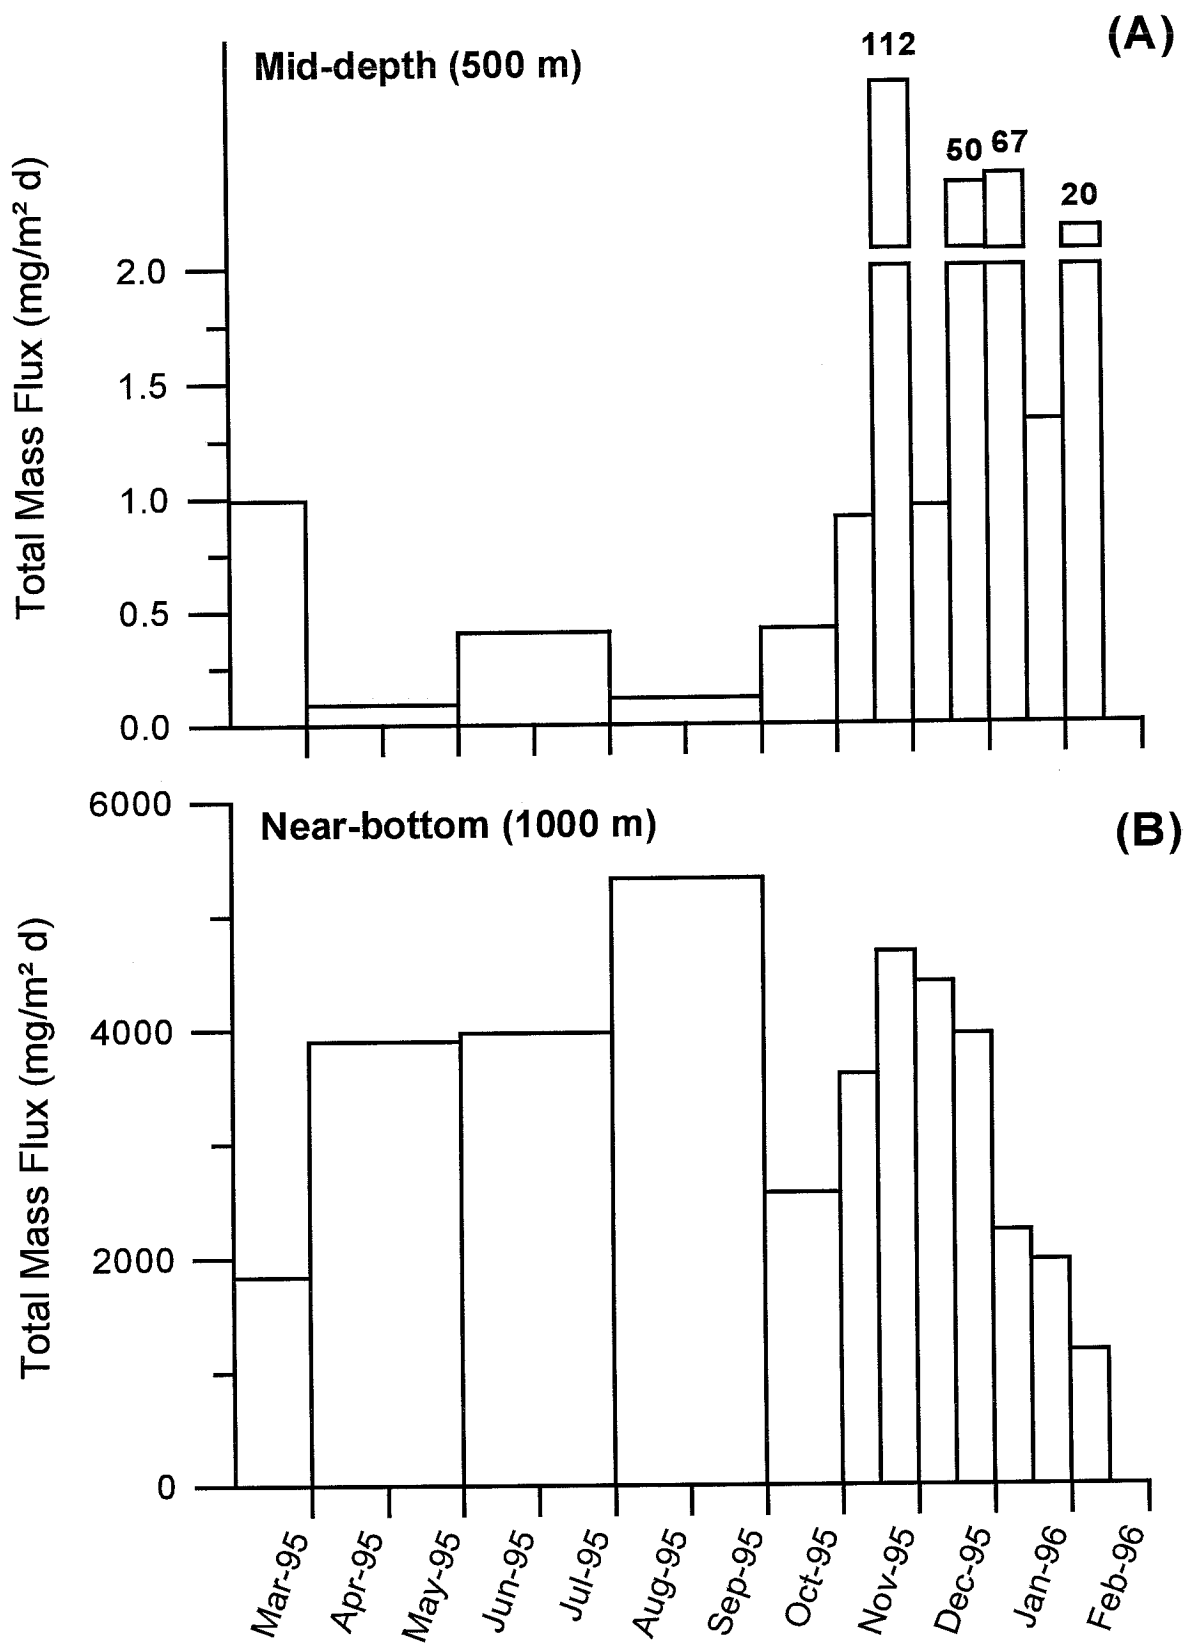 (A)
112
Mid-depth (500 m)
50 67
20
Total Mass Flux (mg/m² d)
2.0
1.5
1.0
0.5
0.0
6000
Near-bottom (1000 m)
(B)
Total Mass Flux (mg/m² d)
4000
2000
0
Mar-95
Apr-95
May-95
Jun-95
Jul-95
Aug-95
Sep-95
Oct-95
Nov-95
Dec-95
Jan-96
Feb-96